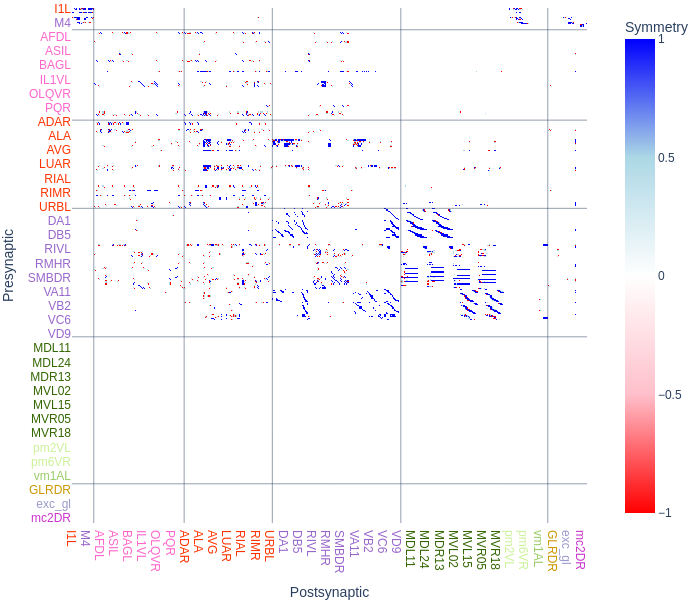 Symmetry
1
0.5
0
−0.5
−1
Presynaptic
I1L
M4
AFDL
ASIL
BAGL
IL1VL
OLQVR
PQR
ADAR
ALA
AVG
LUAR
RIAL
RIMR
URBL
DA1
DB5
RIVL
RMHR
SMBDR
VA11
VB2
VC6
VD9
MDL11
MDL24
MDR13
MVL02
MVL15
MVR05
MVR18
pm2VL
pm6VR
vm1AL
GLRDR
exc_gl
mc2DR
I1L
M4
AFDL
ASIL
BAGL
IL1VL
OLQVR
PQR
ADAR
ALA
AVG
LUAR
RIAL
RIMR
URBL
DA1
DB5
RIVL
RMHR
SMBDR
VA11
VB2
VC6
VD9
MDL11
MDL24
MDR13
MVL02
MVL15
MVR05
MVR18
pm2VL
pm6VR
vm1AL
GLRDR
exc_gl
mc2DR
Postsynaptic